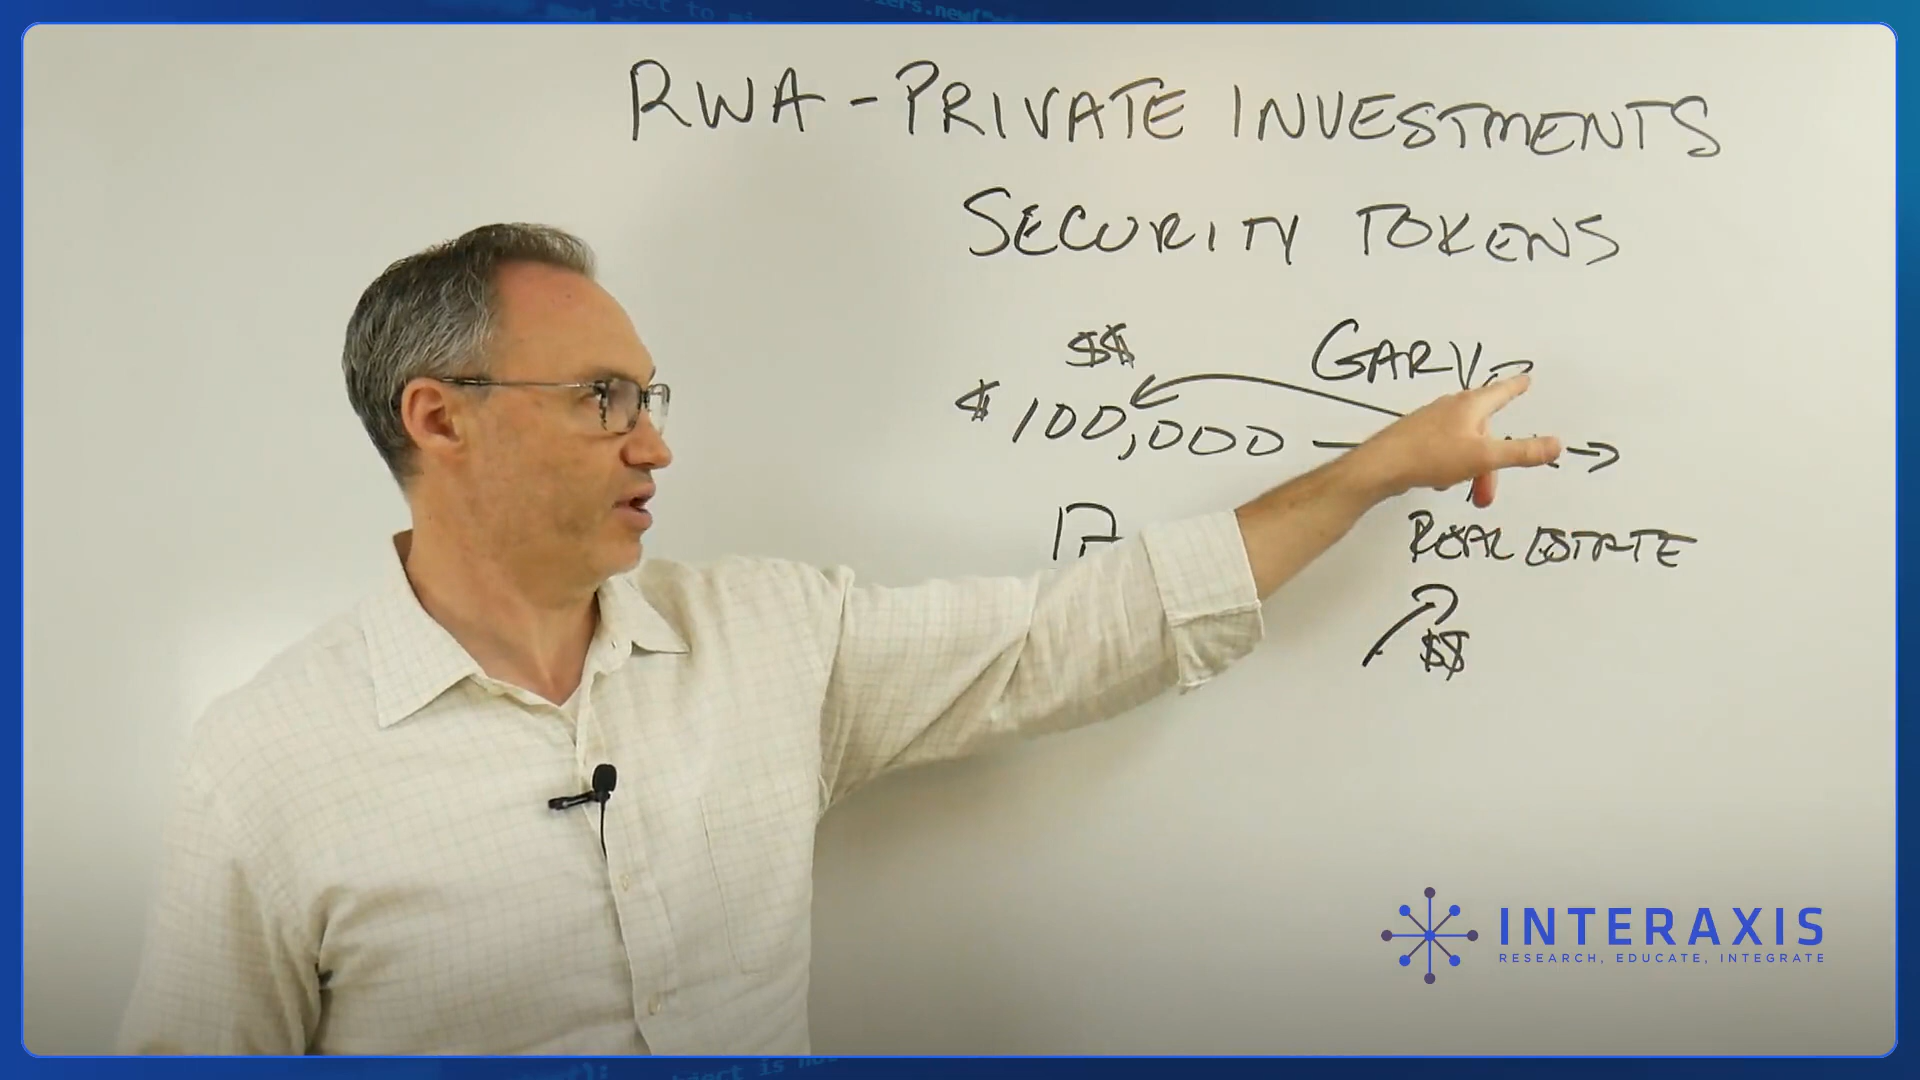 RWA - PRIVATE INVESTMENTS
SECURITY TOKENS
$$
GARY
$ 100,000
REAL ESTATE
$$
INTERAXIS
RESEARCH, EDUCATE, INTEGRATE